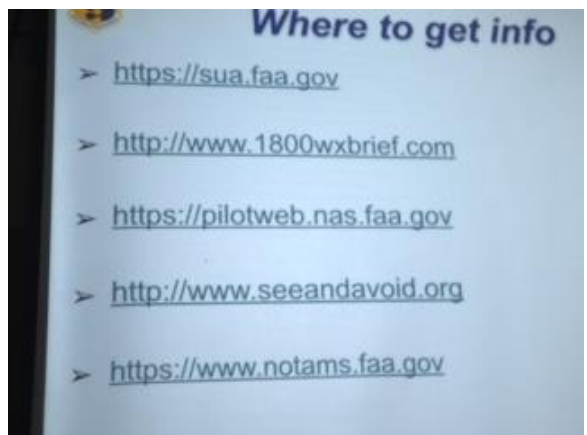 Where to get info
➢ https://sua.faa.gov
➢ http://www.1800wxbrief.com
➢ https://pilotweb.nas.faa.gov
➢ http://www.seeandavoid.org
➢ https://www.notams.faa.gov